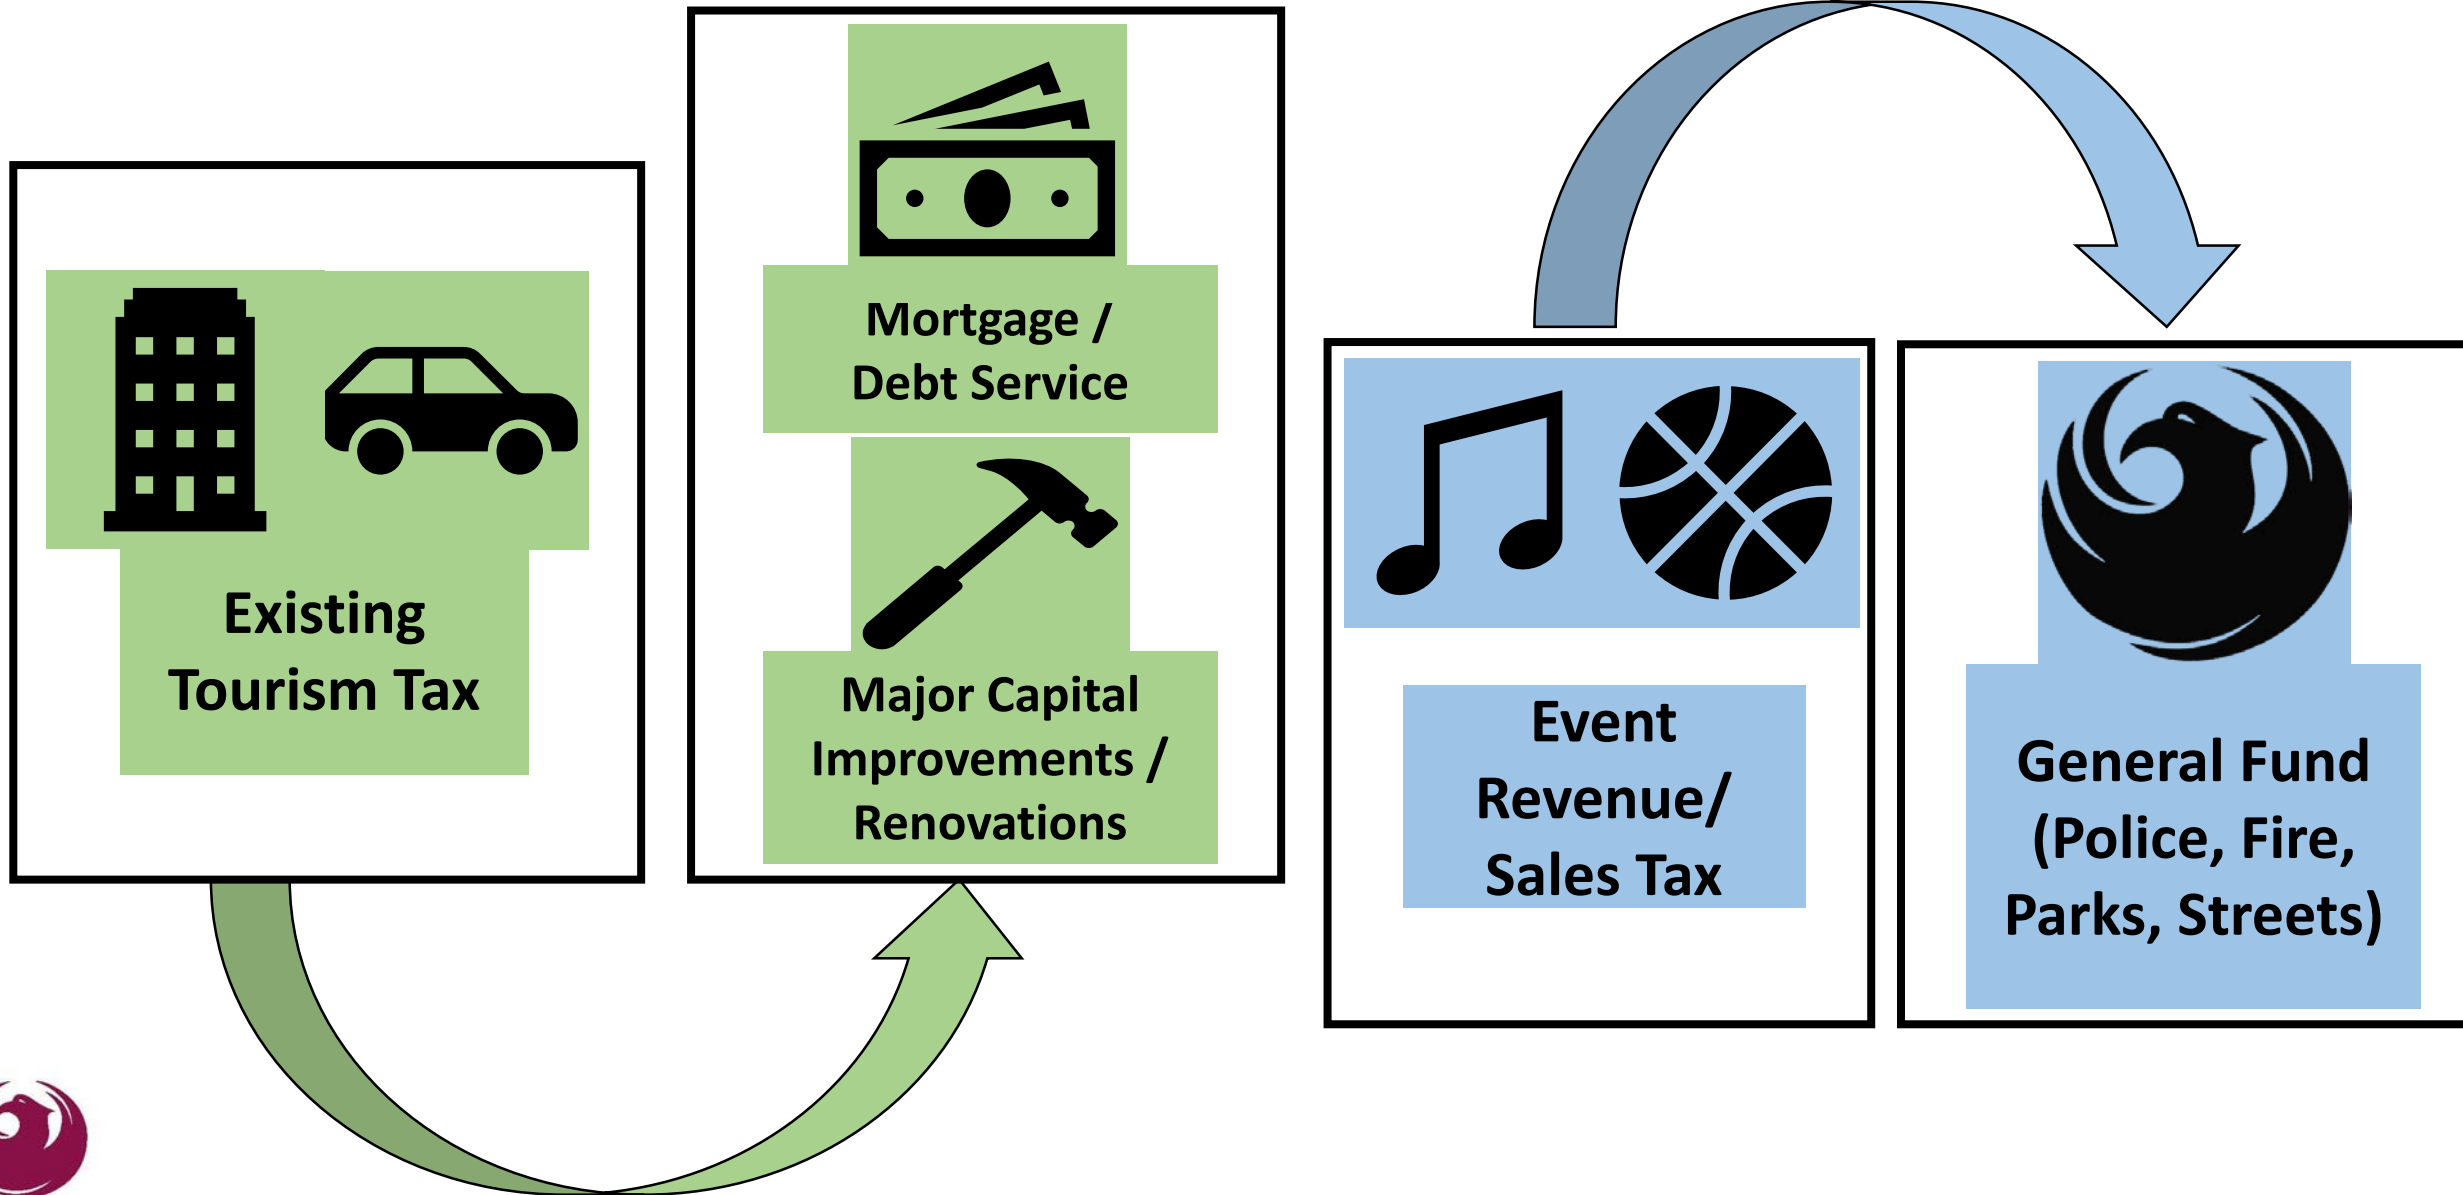 Existing
Tourism Tax
Mortgage /
Debt Service
Major Capital
Improvements /
Renovations
Event
Revenue/
Sales Tax
General Fund
(Police, Fire,
Parks, Streets)